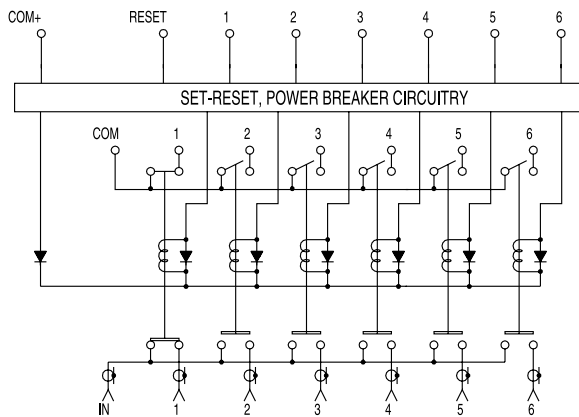 COM+ RESET 1 2 3 4 5 6
SET-RESET, POWER BREAKER CIRCUITRY
COM 1 2 3 4 5 6
IN 1 2 3 4 5 6